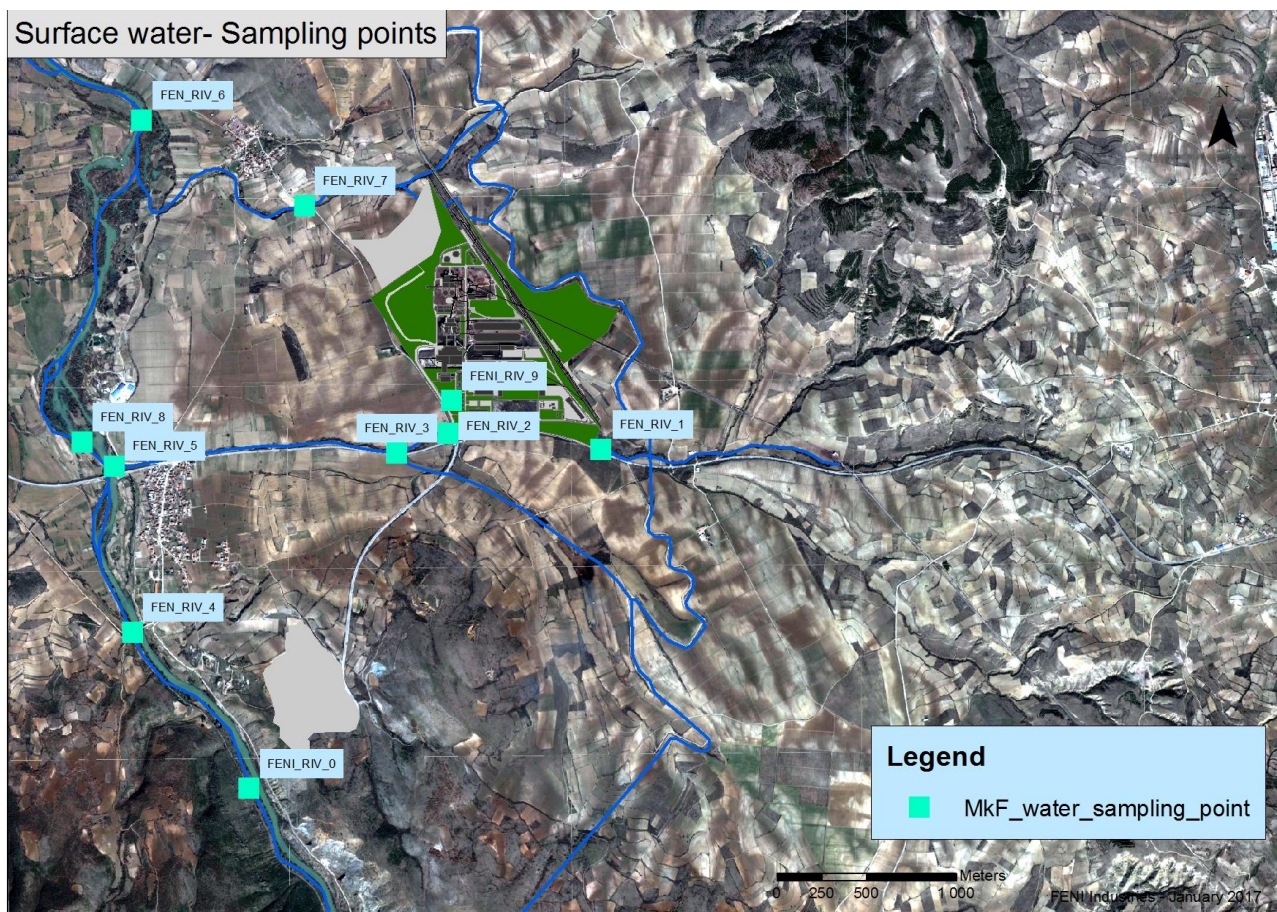 Surface water- Sampling points
FEN_RIV_6
N
FEN_RIV_7
FENI_RIV_9
FEN_RIV_8
FEN_RIV_3
FEN_RIV_2
FEN_RIV_1
FEN_RIV_5
FEN_RIV_4
FENI_RIV_0
Legend
MkF_water_sampling_point
Meters
0 250 500 1 000
FENI Industries - January 2017